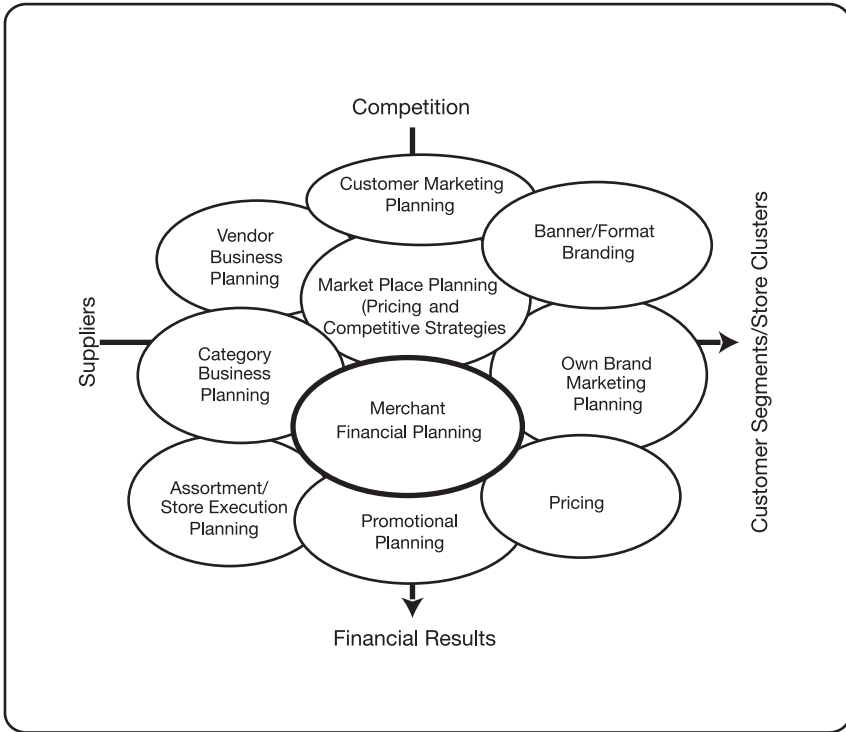 Competition
Customer Marketing
Planning
Vendor
Business
Planning
Banner/Format
Branding
Market Place Planning
(Pricing and
Competitive Strategies
Suppliers
Category
Business
Planning
Own Brand
Marketing
Planning
Customer Segments/Store Clusters
Merchant
Financial Planning
Assortment/
Store Execution
Planning
Promotional
Planning
Pricing
Financial Results